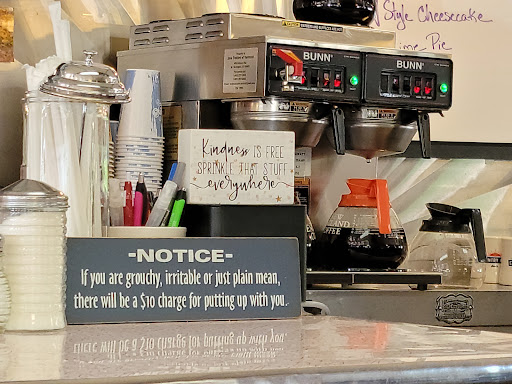 Style Cheesecake
Pie
BUNN
BUNN
Kindness IS FREE
SPRINKLE THAT STUFF
everywhere
-NOTICE-
If you are grouchy, irritable or just plain mean,
there will be a $10 charge for putting up with you.